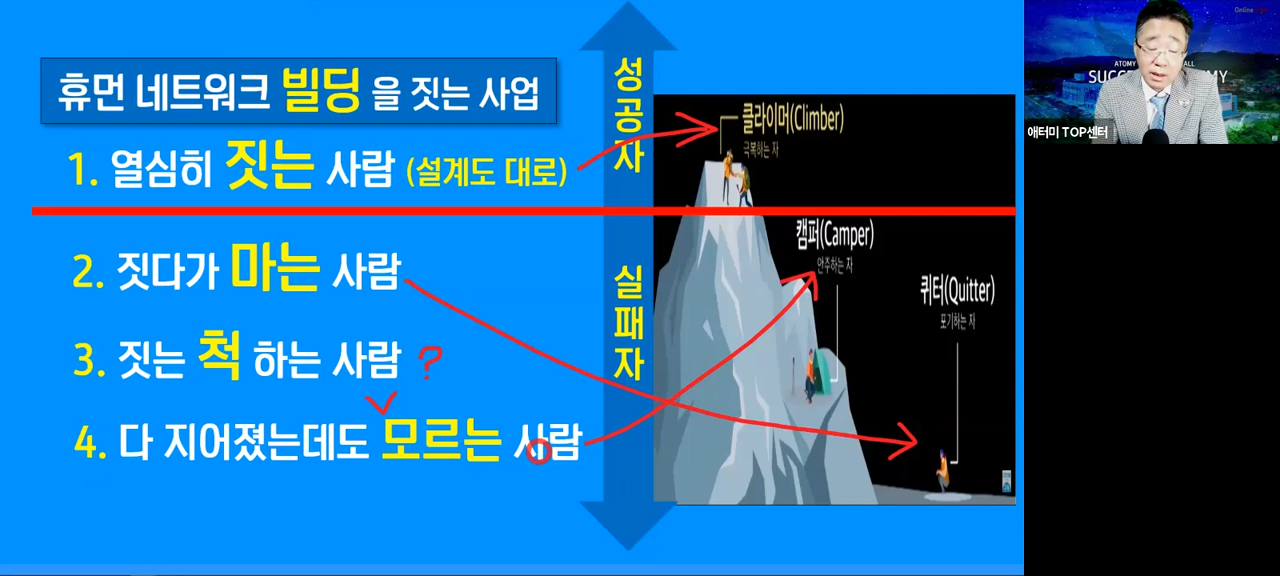 휴먼 네트워크 빌딩 을 짓는 사업
1. 열심히 짓는 사람 (설계도 대로)
2. 짓다가 마는 사람
3. 짓는 척 하는 사람 ?
4. 다 지어졌는데도 모르는 사람
성공자
실패자
클라이머(Climber)
극복하는 자
캠퍼(Camper)
안주하는 자
퀴터(Quitter)
포기하는 자
Online
ATOMY
SUCC
MY
애터미 TOP센터